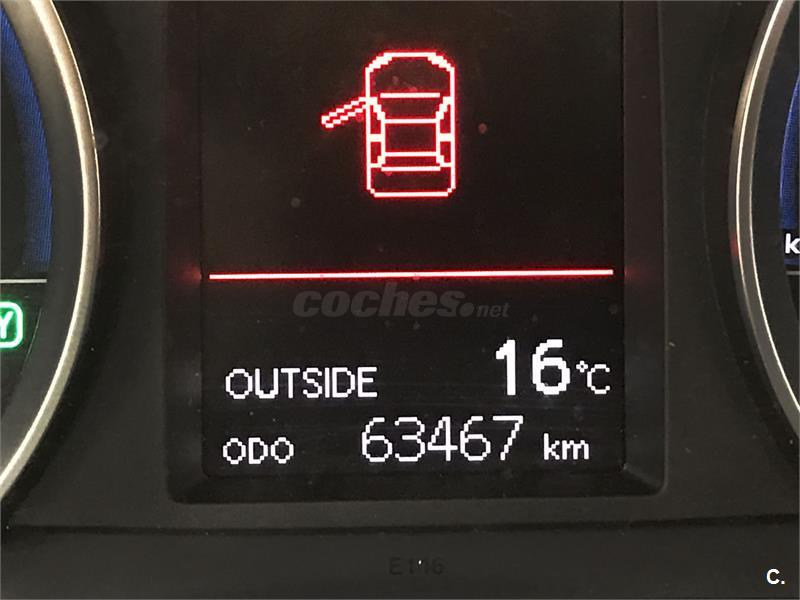 k
Y
coches.net
OUTSIDE 16°C
ODO 63467 km
C.